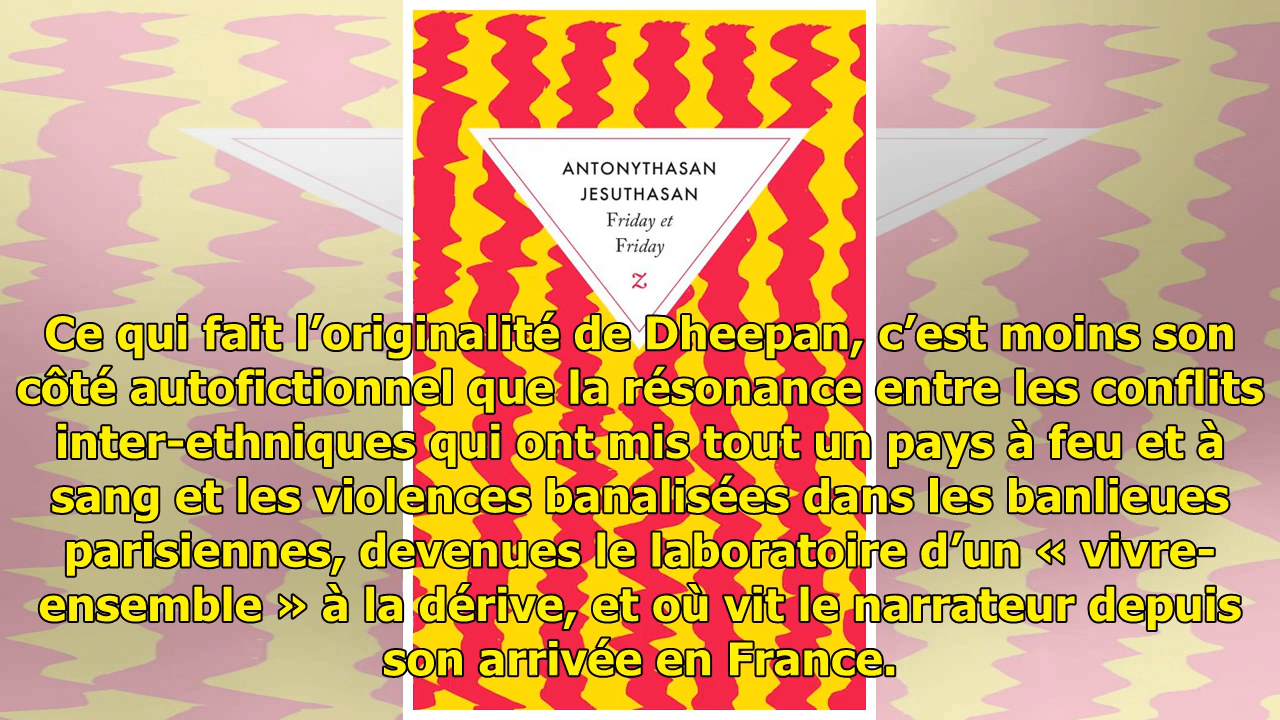 ANTONYTHASAN
JESUTHASAN
Friday et
Friday
Z
Ce qui fait l’originalité de Dheepan, c’est moins son
côté autofictionnel que la résonance entre les conflits
inter-ethniques qui ont mis tout un pays à feu et à
sang et les violences banalisées dans les banlieues
parisiennes, devenues le laboratoire d’un « vivre-
ensemble » à la dérive, et où vit le narrateur depuis
son arrivée en France.